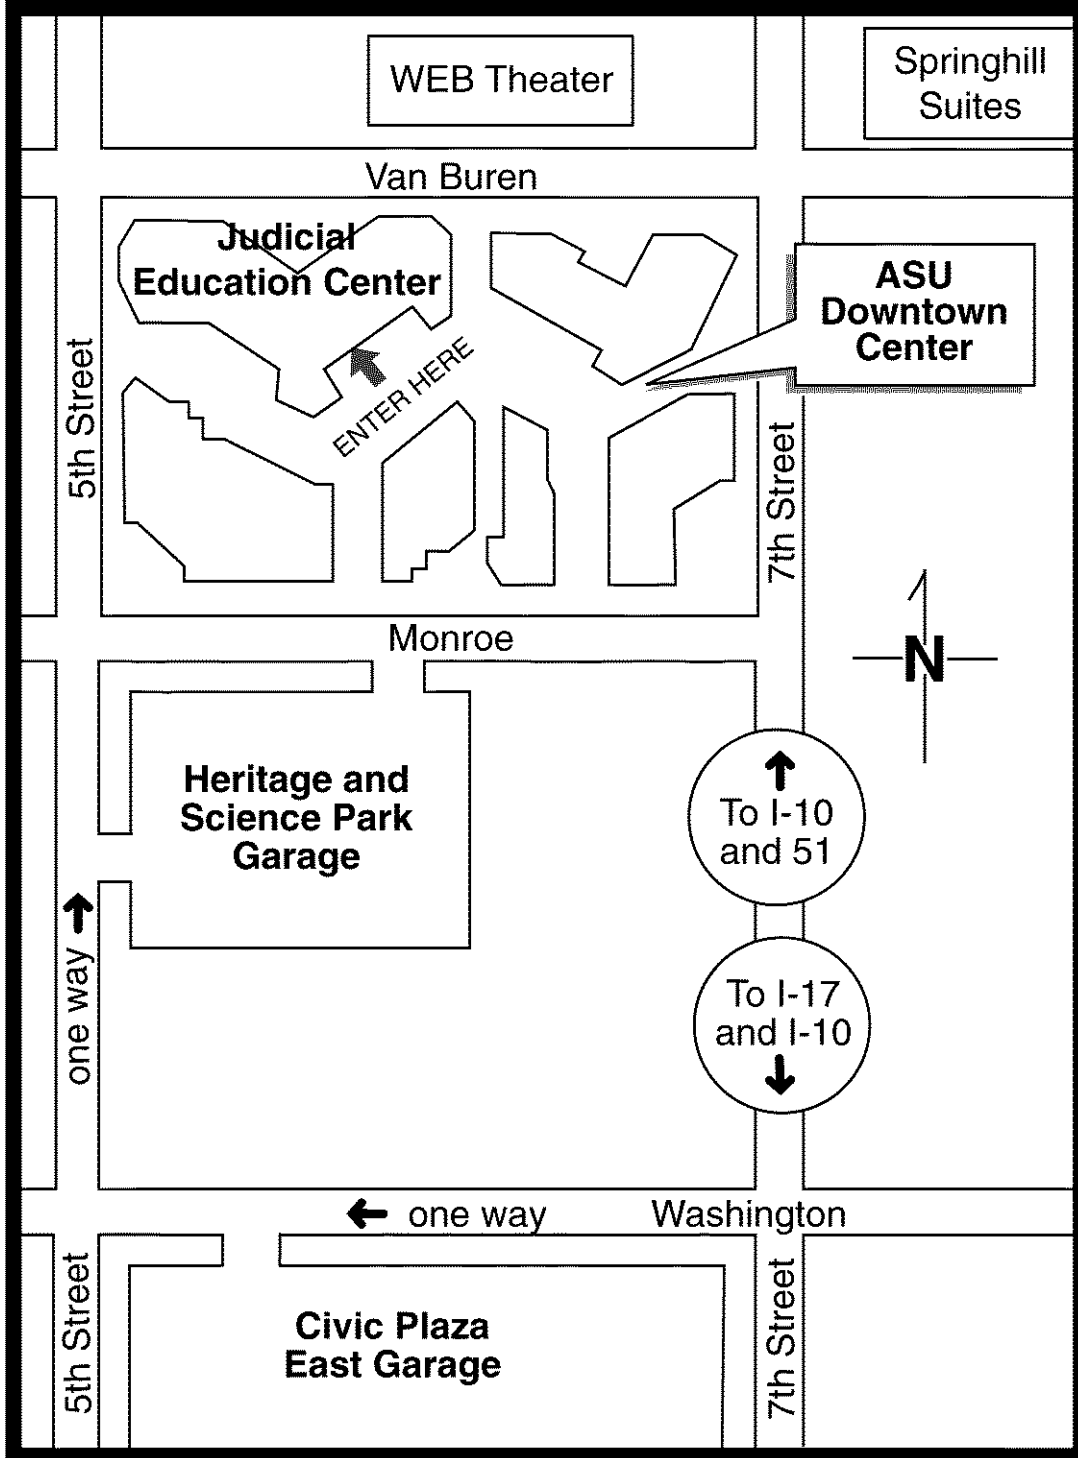 WEB Theater
Springhill
Suites
Van Buren
Judicial
Education Center
ASU
Downtown
Center
ENTER HERE
5th Street
7th Street
Monroe
N
Heritage and
Science Park
Garage
To I-10
and 51
one way
To I-17
and I-10
one way
Washington
5th Street
Civic Plaza
East Garage
7th Street